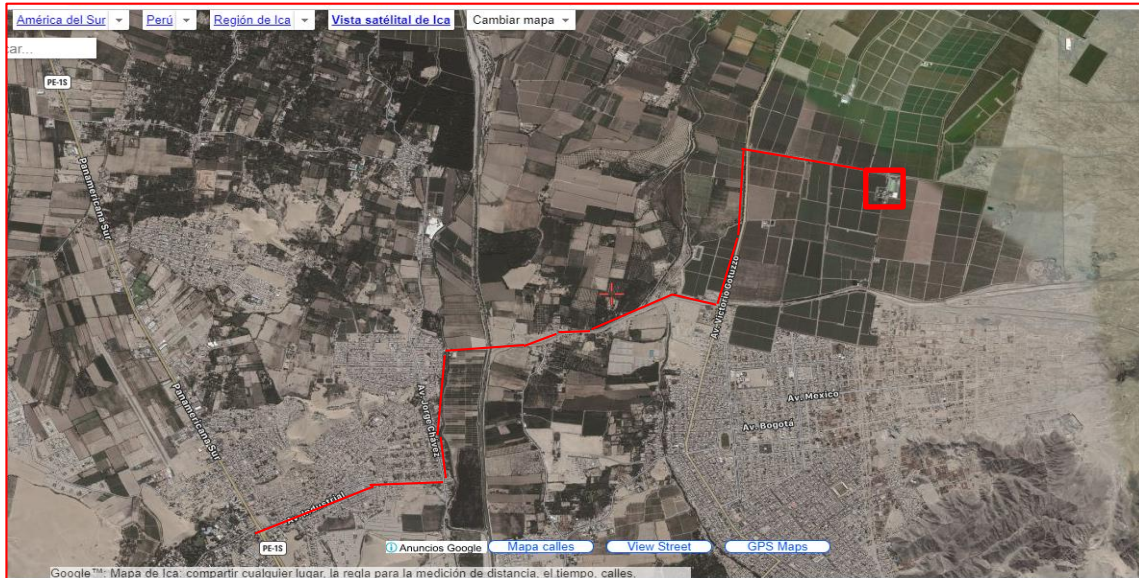 América del Sur Perú Región de Ica Vista satélital de Ica Cambiar mapa
car...
PE-1S
Panamericana Sur
Av. Victorio Gotuzzo
Panamericana Sur
Av. Jorge Chávez
Av. Mexico
Av. Bogotá
Av. Industrial
PE-1S
Anuncios Google Mapa calles View Street GPS Maps
Google™: Mapa de Ica: compartir cualquier lugar, la regla para la medición de distancia, el tiempo, calles,